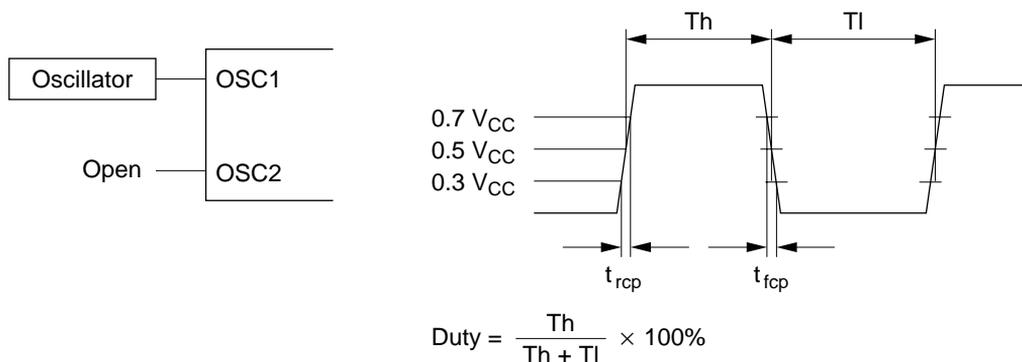 Oscillator
OSC1
Open
OSC2
Th
Tl
0.7 VCC
0.5 VCC
0.3 VCC
trcp
tfcp
Duty = Th / Th + Tl × 100%